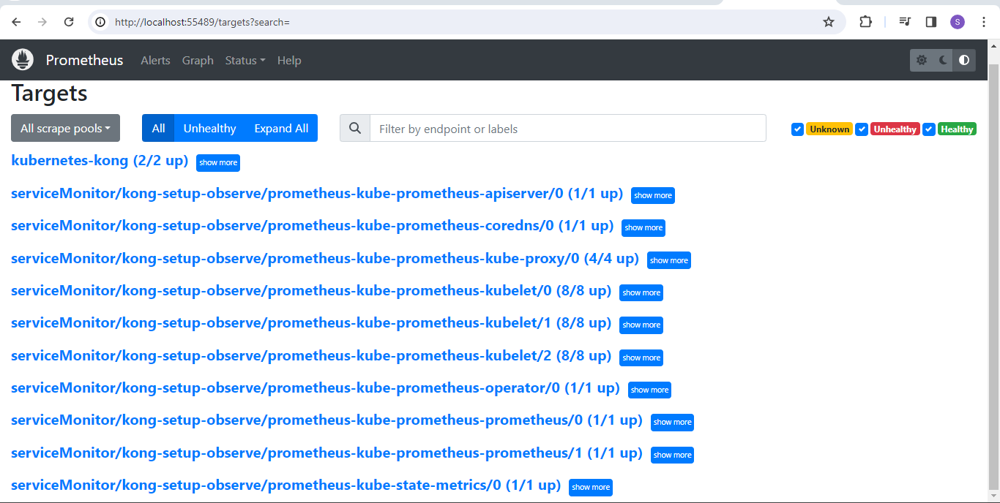 http://localhost:55489/targets?search=
S
Prometheus Alerts Graph Status Help
Targets
All scrape pools All Unhealthy Expand All Filter by endpoint or labels Unknown Unhealthy Healthy
kubernetes-kong (2/2 up) show more
serviceMonitor/kong-setup-observe/prometheus-kube-prometheus-apiserver/0 (1/1 up) show more
serviceMonitor/kong-setup-observe/prometheus-kube-prometheus-coredns/0 (1/1 up) show more
serviceMonitor/kong-setup-observe/prometheus-kube-prometheus-kube-proxy/0 (4/4 up) show more
serviceMonitor/kong-setup-observe/prometheus-kube-prometheus-kubelet/0 (8/8 up) show more
serviceMonitor/kong-setup-observe/prometheus-kube-prometheus-kubelet/1 (8/8 up) show more
serviceMonitor/kong-setup-observe/prometheus-kube-prometheus-kubelet/2 (8/8 up) show more
serviceMonitor/kong-setup-observe/prometheus-kube-prometheus-operator/0 (1/1 up) show more
serviceMonitor/kong-setup-observe/prometheus-kube-prometheus-prometheus/0 (1/1 up) show more
serviceMonitor/kong-setup-observe/prometheus-kube-prometheus-prometheus/1 (1/1 up) show more
serviceMonitor/kong-setup-observe/prometheus-kube-state-metrics/0 (1/1 up) show more